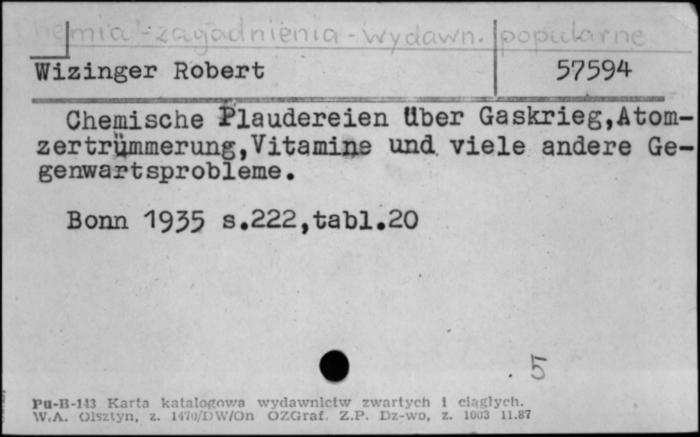 Chemia - zagadnienia - wydawn. popularne
Wizinger Robert 57594
Chemische Plaudereien über Gaskrieg,Atom-
zertrümmerung,Vitamine und viele andere Ge-
genwartsprobleme.
Bonn 1935 s.222,tabl.20
5
Pu-B-143 Karta katalogowa wydawnictw zwartych i ciągłych.
W.A. Olsztyn, z. 1470/DW/On OZGraf. Z.P. Dz-wo, z. 1003 11.87